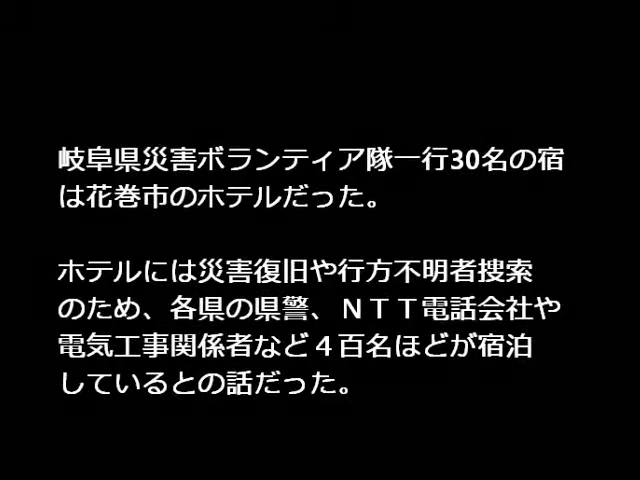 岐阜県災害ボランティア隊一行30名の宿
は花巻市のホテルだった。
ホテルには災害復旧や行方不明者捜索
のため、各県の県警、ＮＴＴ電話会社や
電気工事関係者など４百名ほどが宿泊
しているとの話だった。